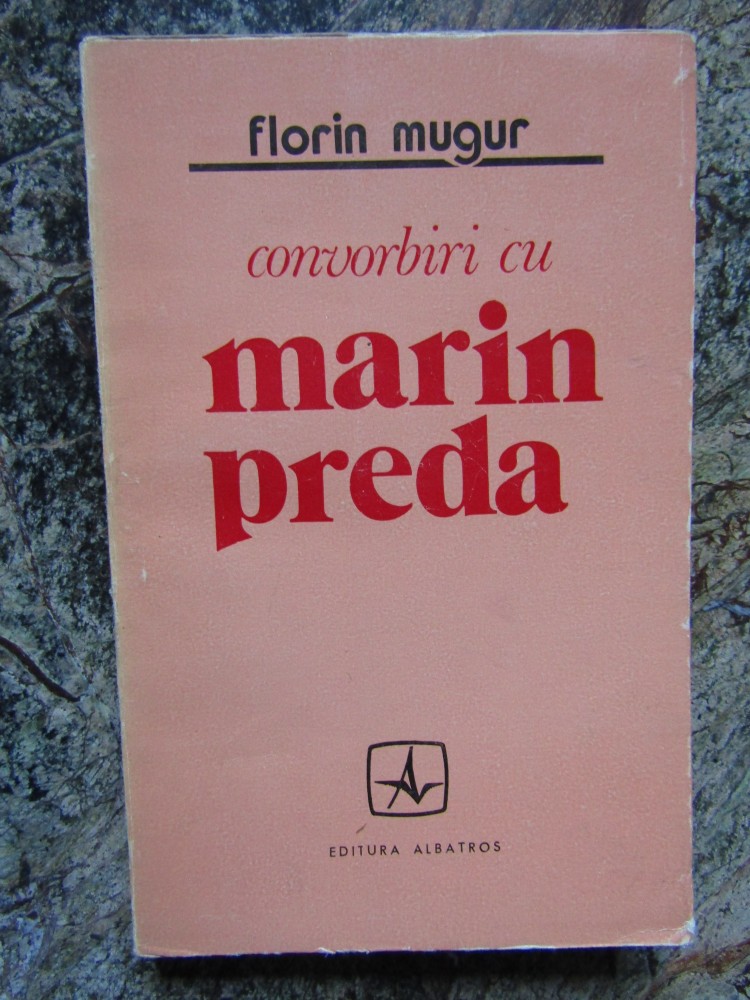 florin mugur
convorbiri cu
marin
preda
EDITURA ALBATROS